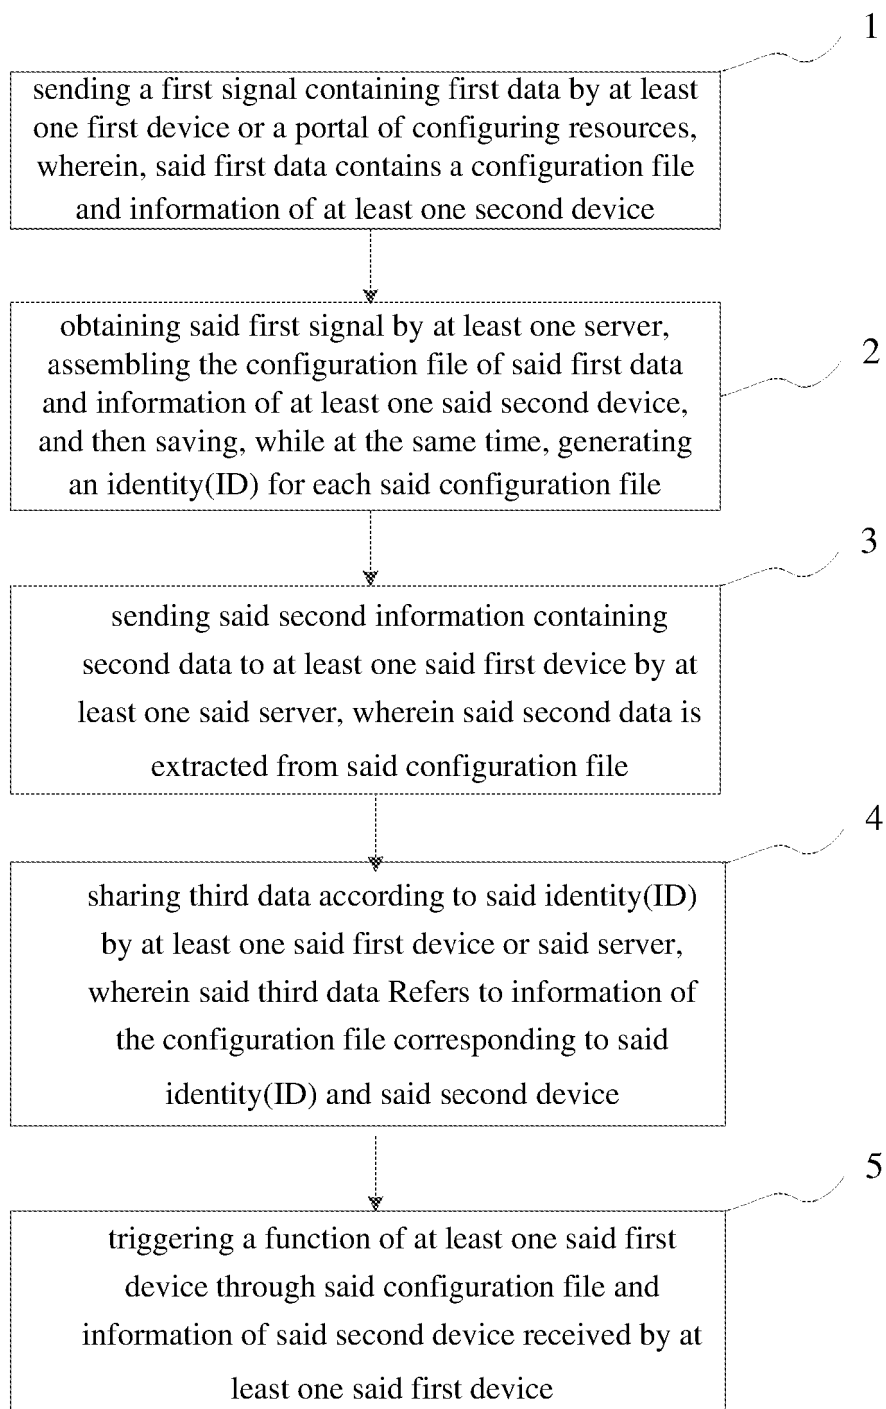 1
sending a first signal containing first data by at least
one first device or a portal of configuring resources,
wherein, said first data contains a configuration file
and information of at least one second device
2
obtaining said first signal by at least one server,
assembling the configuration file of said first data
and information of at least one said second device,
and then saving, while at the same time, generating
an identity(ID) for each said configuration file
3
sending said second information containing
second data to at least one said first device by at
least one said server, wherein said second data is
extracted from said configuration file
4
sharing third data according to said identity(ID)
by at least one said first device or said server,
wherein said third data Refers to information of
the configuration file corresponding to said
identity(ID) and said second device
5
triggering a function of at least one said first
device through said configuration file and
information of said second device received by at
least one said first device